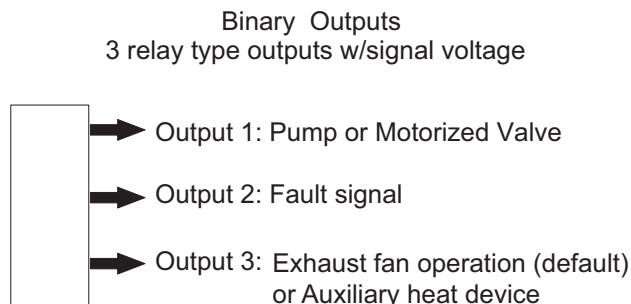 Binary Outputs
3 relay type outputs w/signal voltage
Output 1: Pump or Motorized Valve
Output 2: Fault signal
Output 3: Exhaust fan operation (default)
or Auxiliary heat device